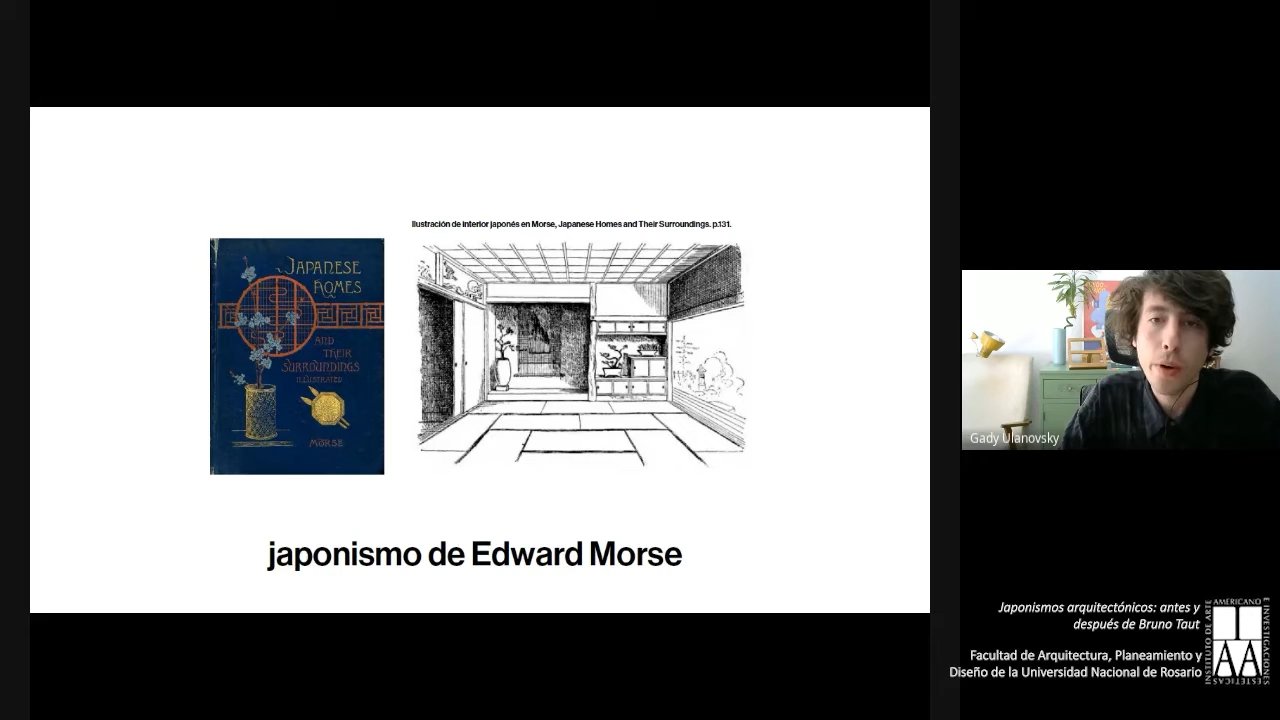 Ilustración de interior japonés en Morse, Japanese Homes and Their Surroundings. p.131.
JAPANESE
HOMES
AND
THEIR
SURROUNDINGS
ILLUSTRATED
MORSE
japonismo de Edward Morse
Gady Ulanovsky
Japonismos arquitectónicos: antes y
después de Bruno Taut
Facultad de Arquitectura, Planeamiento y
Diseño de la Universidad Nacional de Rosario
INSTITUTO DE ARTE
AMERICANO
E INVESTIGACIONES
ESTETICAS
IAA